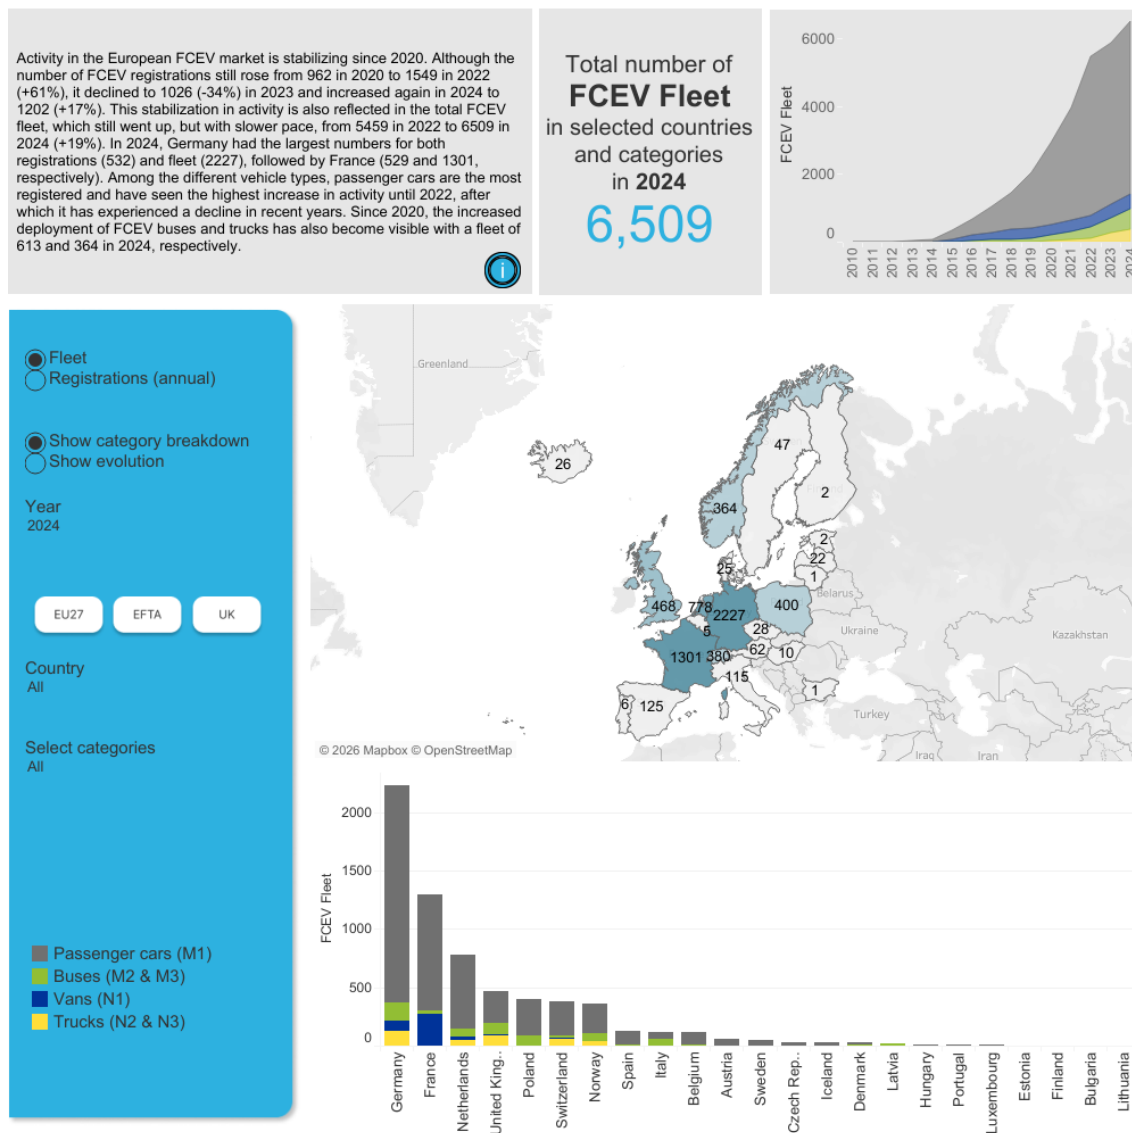 Activity in the European FCEV market is stabilizing since 2020. Although the
number of FCEV registrations still rose from 962 in 2020 to 1549 in 2022
(+61%), it declined to 1026 (-34%) in 2023 and increased again in 2024 to
1202 (+17%). This stabilization in activity is also reflected in the total FCEV
fleet, which still went up, but with slower pace, from 5459 in 2022 to 6509 in
2024 (+19%). In 2024, Germany had the largest numbers for both
registrations (532) and fleet (2227), followed by France (529 and 1301,
respectively). Among the different vehicle types, passenger cars are the most
registered and have seen the highest increase in activity until 2022, after
which it has experienced a decline in recent years. Since 2020, the increased
deployment of FCEV buses and trucks has also become visible with a fleet of
613 and 364 in 2024, respectively.
i
Total number of
FCEV Fleet
in selected countries
and categories
in 2024
6,509
FCEV Fleet
6000
4000
2000
0
2010
2011
2012
2013
2014
2015
2016
2017
2018
2019
2020
2021
2022
2023
2024
Fleet
Registrations (annual)
Show category breakdown
Show evolution
Year
2024
EU27
EFTA
UK
Country
All
Select categories
All
Passenger cars (M1)
Buses (M2 & M3)
Vans (N1)
Trucks (N2 & N3)
Greenland
26
47
2
364
2
22
25
1
Belarus
468
778
2227
400
5
28
Ukraine
Kazakhstan
1301
380
62
10
115
1
6
125
Turkey
Iraq
Iran
© 2026 Mapbox © OpenStreetMap
FCEV Fleet
2000
1500
1000
500
0
Germany
France
Netherlands
United King..
Poland
Switzerland
Norway
Spain
Italy
Belgium
Austria
Sweden
Czech Rep..
Iceland
Denmark
Latvia
Hungary
Portugal
Luxembourg
Estonia
Finland
Bulgaria
Lithuania